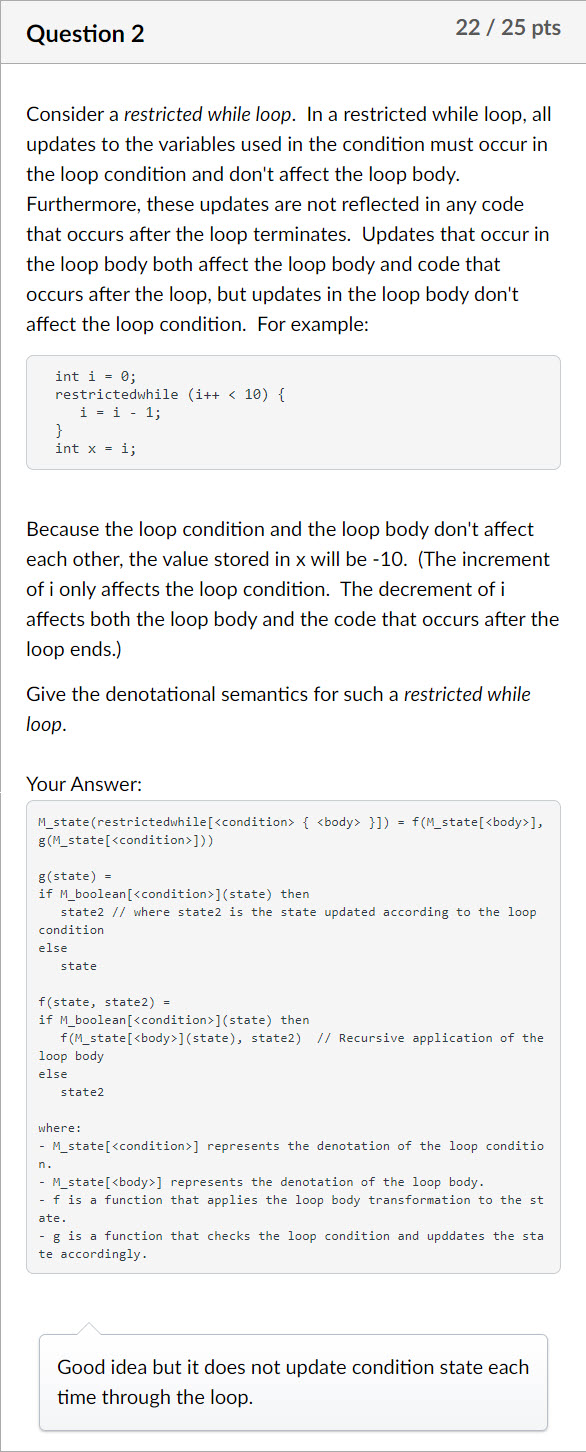 Question 2
22 / 25 pts
Consider a restricted while loop.  In a restricted while loop, all
updates to the variables used in the condition must occur in
the loop condition and don't affect the loop body.
Furthermore, these updates are not reflected in any code
that occurs after the loop terminates.  Updates that occur in
the loop body both affect the loop body and code that
occurs after the loop, but updates in the loop body don't
affect the loop condition.  For example:
int i = 0;
restrictedwhile (i++ < 10) {
   i = i - 1;
}
int x = i;
Because the loop condition and the loop body don't affect
each other, the value stored in x will be -10.  (The increment
of i only affects the loop condition.  The decrement of i
affects both the loop body and the code that occurs after the
loop ends.)
Give the denotational semantics for such a restricted while
loop.
Your Answer:
M_state(restrictedwhile[<condition> { <body> }]) = f(M_state[<body>],
g(M_state[<condition>]))
g(state) =
if M_boolean[<condition>](state) then
   state2 // where state2 is the state updated according to the loop
condition
else
   state
f(state, state2) =
if M_boolean[<condition>](state) then
   f(M_state[<body>](state), state2)  // Recursive application of the
loop body
else
   state2
where:
- M_state[<condition>] represents the denotation of the loop conditio
n.
- M_state[<body>] represents the denotation of the loop body.
- f is a function that applies the loop body transformation to the st
ate.
- g is a function that checks the loop condition and upddates the sta
te accordingly.
Good idea but it does not update condition state each
time through the loop.